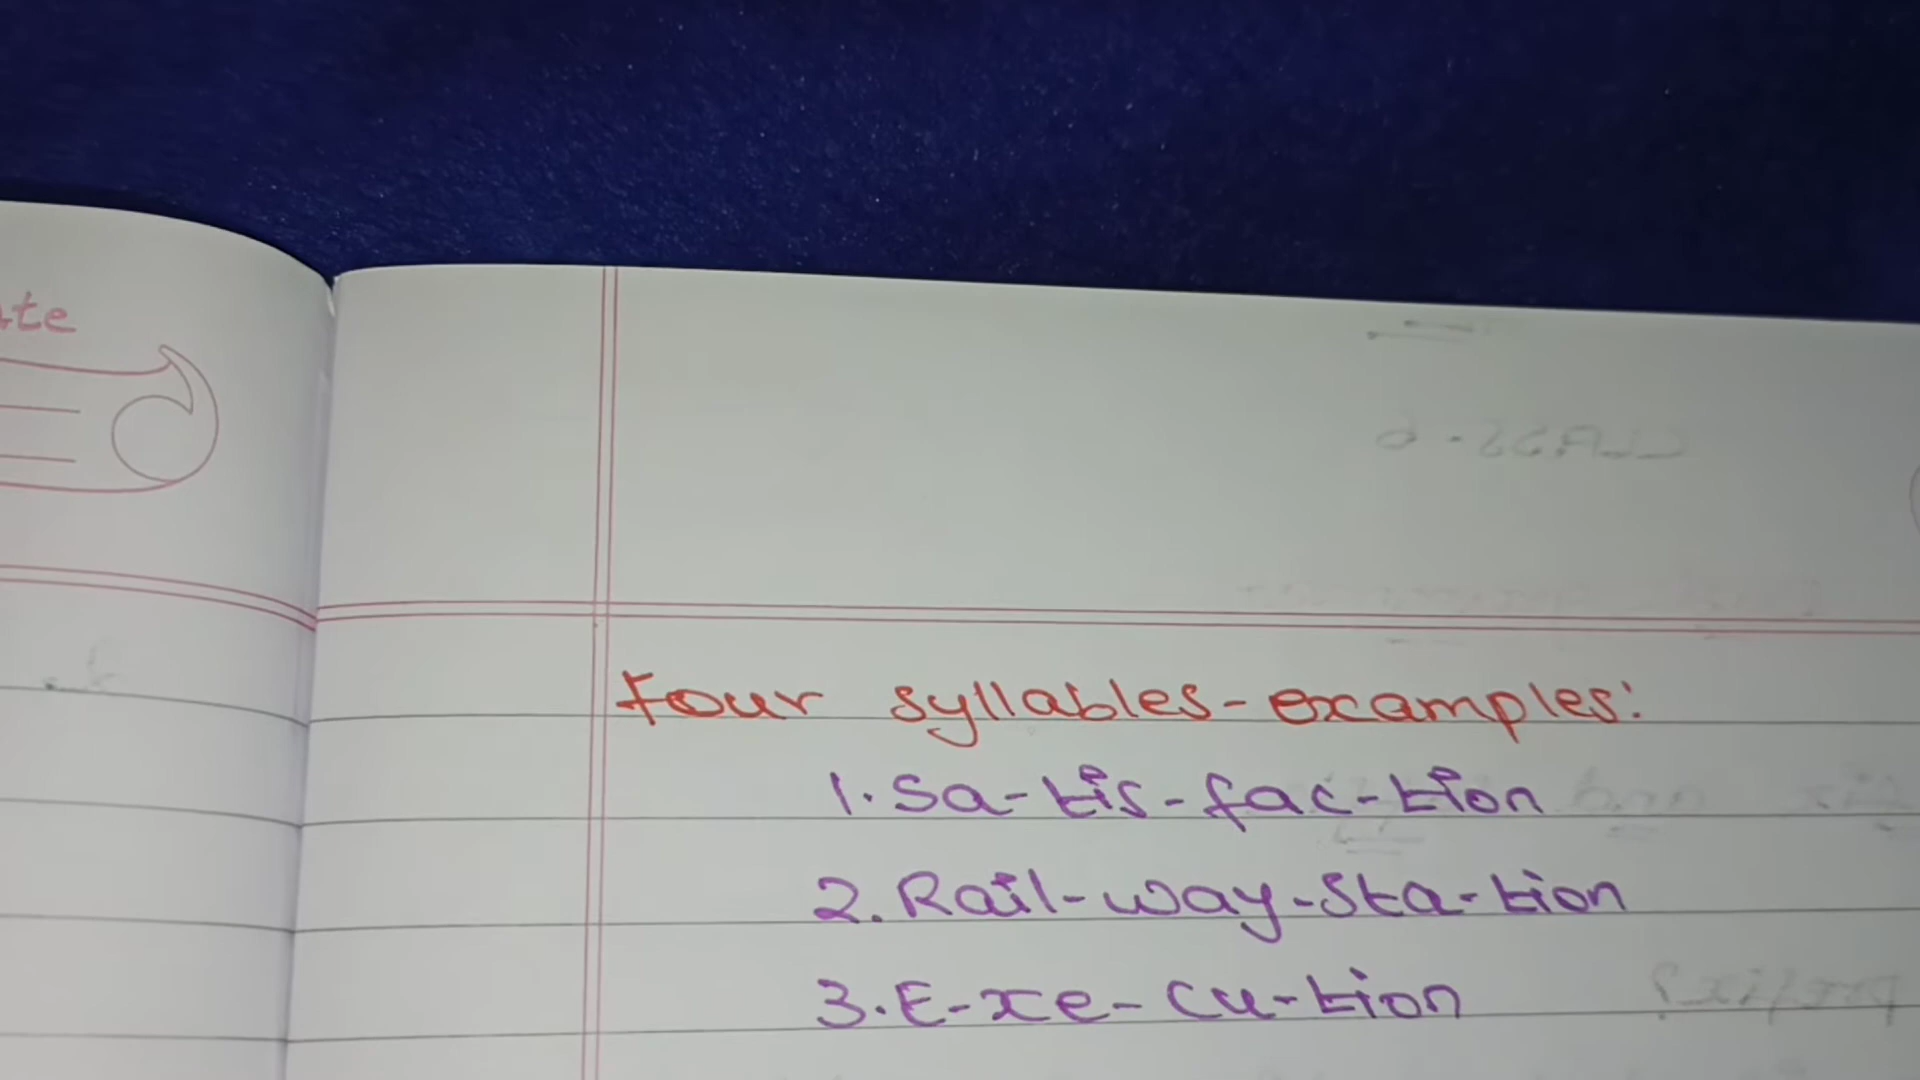 Four syllables-examples:
1. Sa-tis-fac-tion
2. Rail-way-Sta-tion
3. E-xe-cu-tion